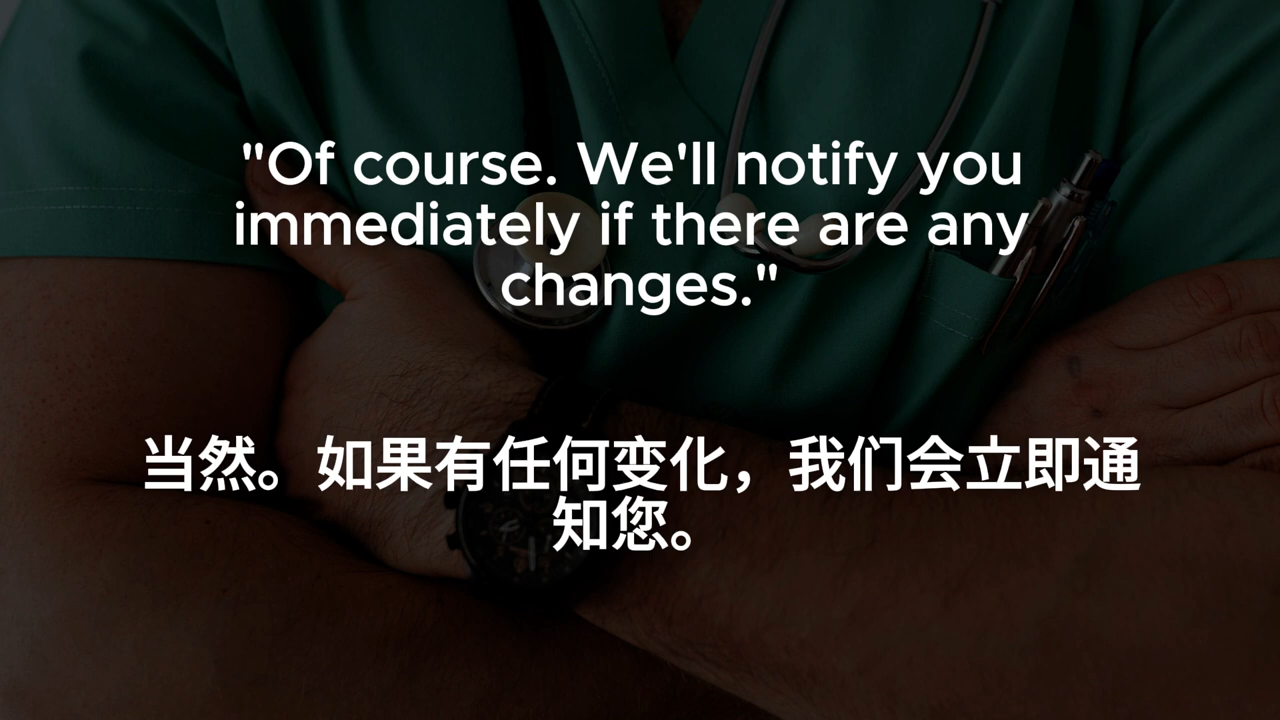 "Of course. We'll notify you
immediately if there are any
changes."
当然。如果有任何变化，我们会立即通
知您。